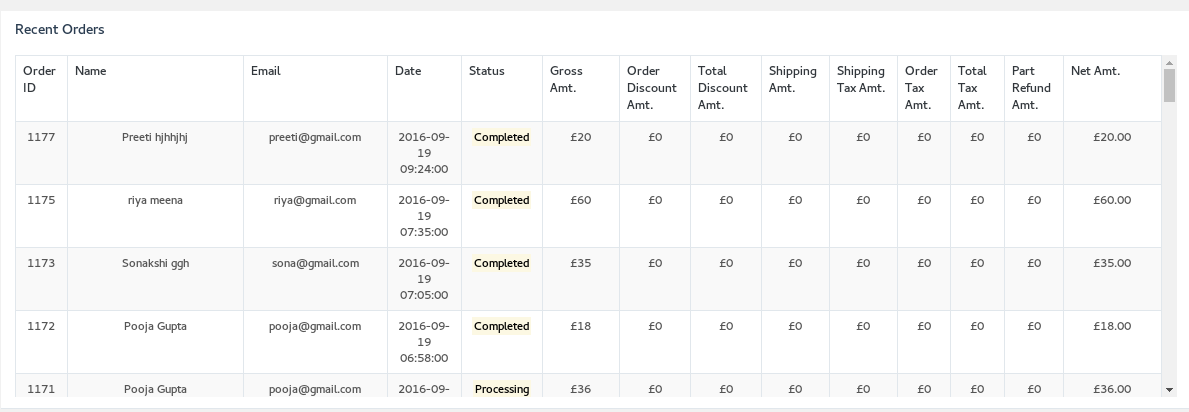 Recent Orders
Order ID Name Email Date Status Gross Amt. Order Discount Amt. Total Discount Amt. Shipping Amt. Shipping Tax Amt. Order Tax Amt. Total Tax Amt. Part Refund Amt. Net Amt.
1177 Preeti hjhhjhj preeti@gmail.com 2016-09-19 09:24:00 Completed £20 £0 £0 £0 £0 £0 £0 £0 £20.00
1175 riya meena riya@gmail.com 2016-09-19 07:35:00 Completed £60 £0 £0 £0 £0 £0 £0 £0 £60.00
1173 Sonakshi ggh sona@gmail.com 2016-09-19 07:05:00 Completed £35 £0 £0 £0 £0 £0 £0 £0 £35.00
1172 Pooja Gupta pooja@gmail.com 2016-09-19 06:58:00 Completed £18 £0 £0 £0 £0 £0 £0 £0 £18.00
1171 Pooja Gupta pooja@gmail.com 2016-09- Processing £36 £0 £0 £0 £0 £0 £0 £0 £36.00